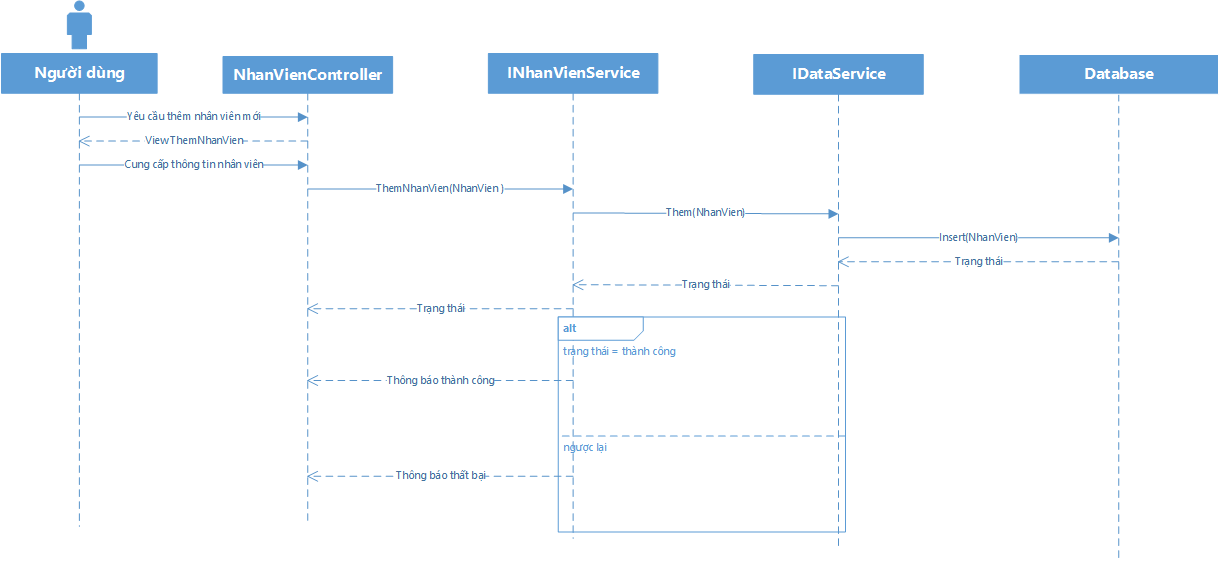 Người dùng
NhanVienController
INhanVienService
IDataService
Database
Yêu cầu thêm nhân viên mới
ViewThemNhanVien
Cung cấp thông tin nhân viên
ThemNhanVien(NhanVien )
Them(NhanVien)
Insert(NhanVien)
Trạng thái
Trạng thái
Trạng thái
alt
trạng thái = thành công
Thông báo thành công
ngược lại
Thông báo thất bại